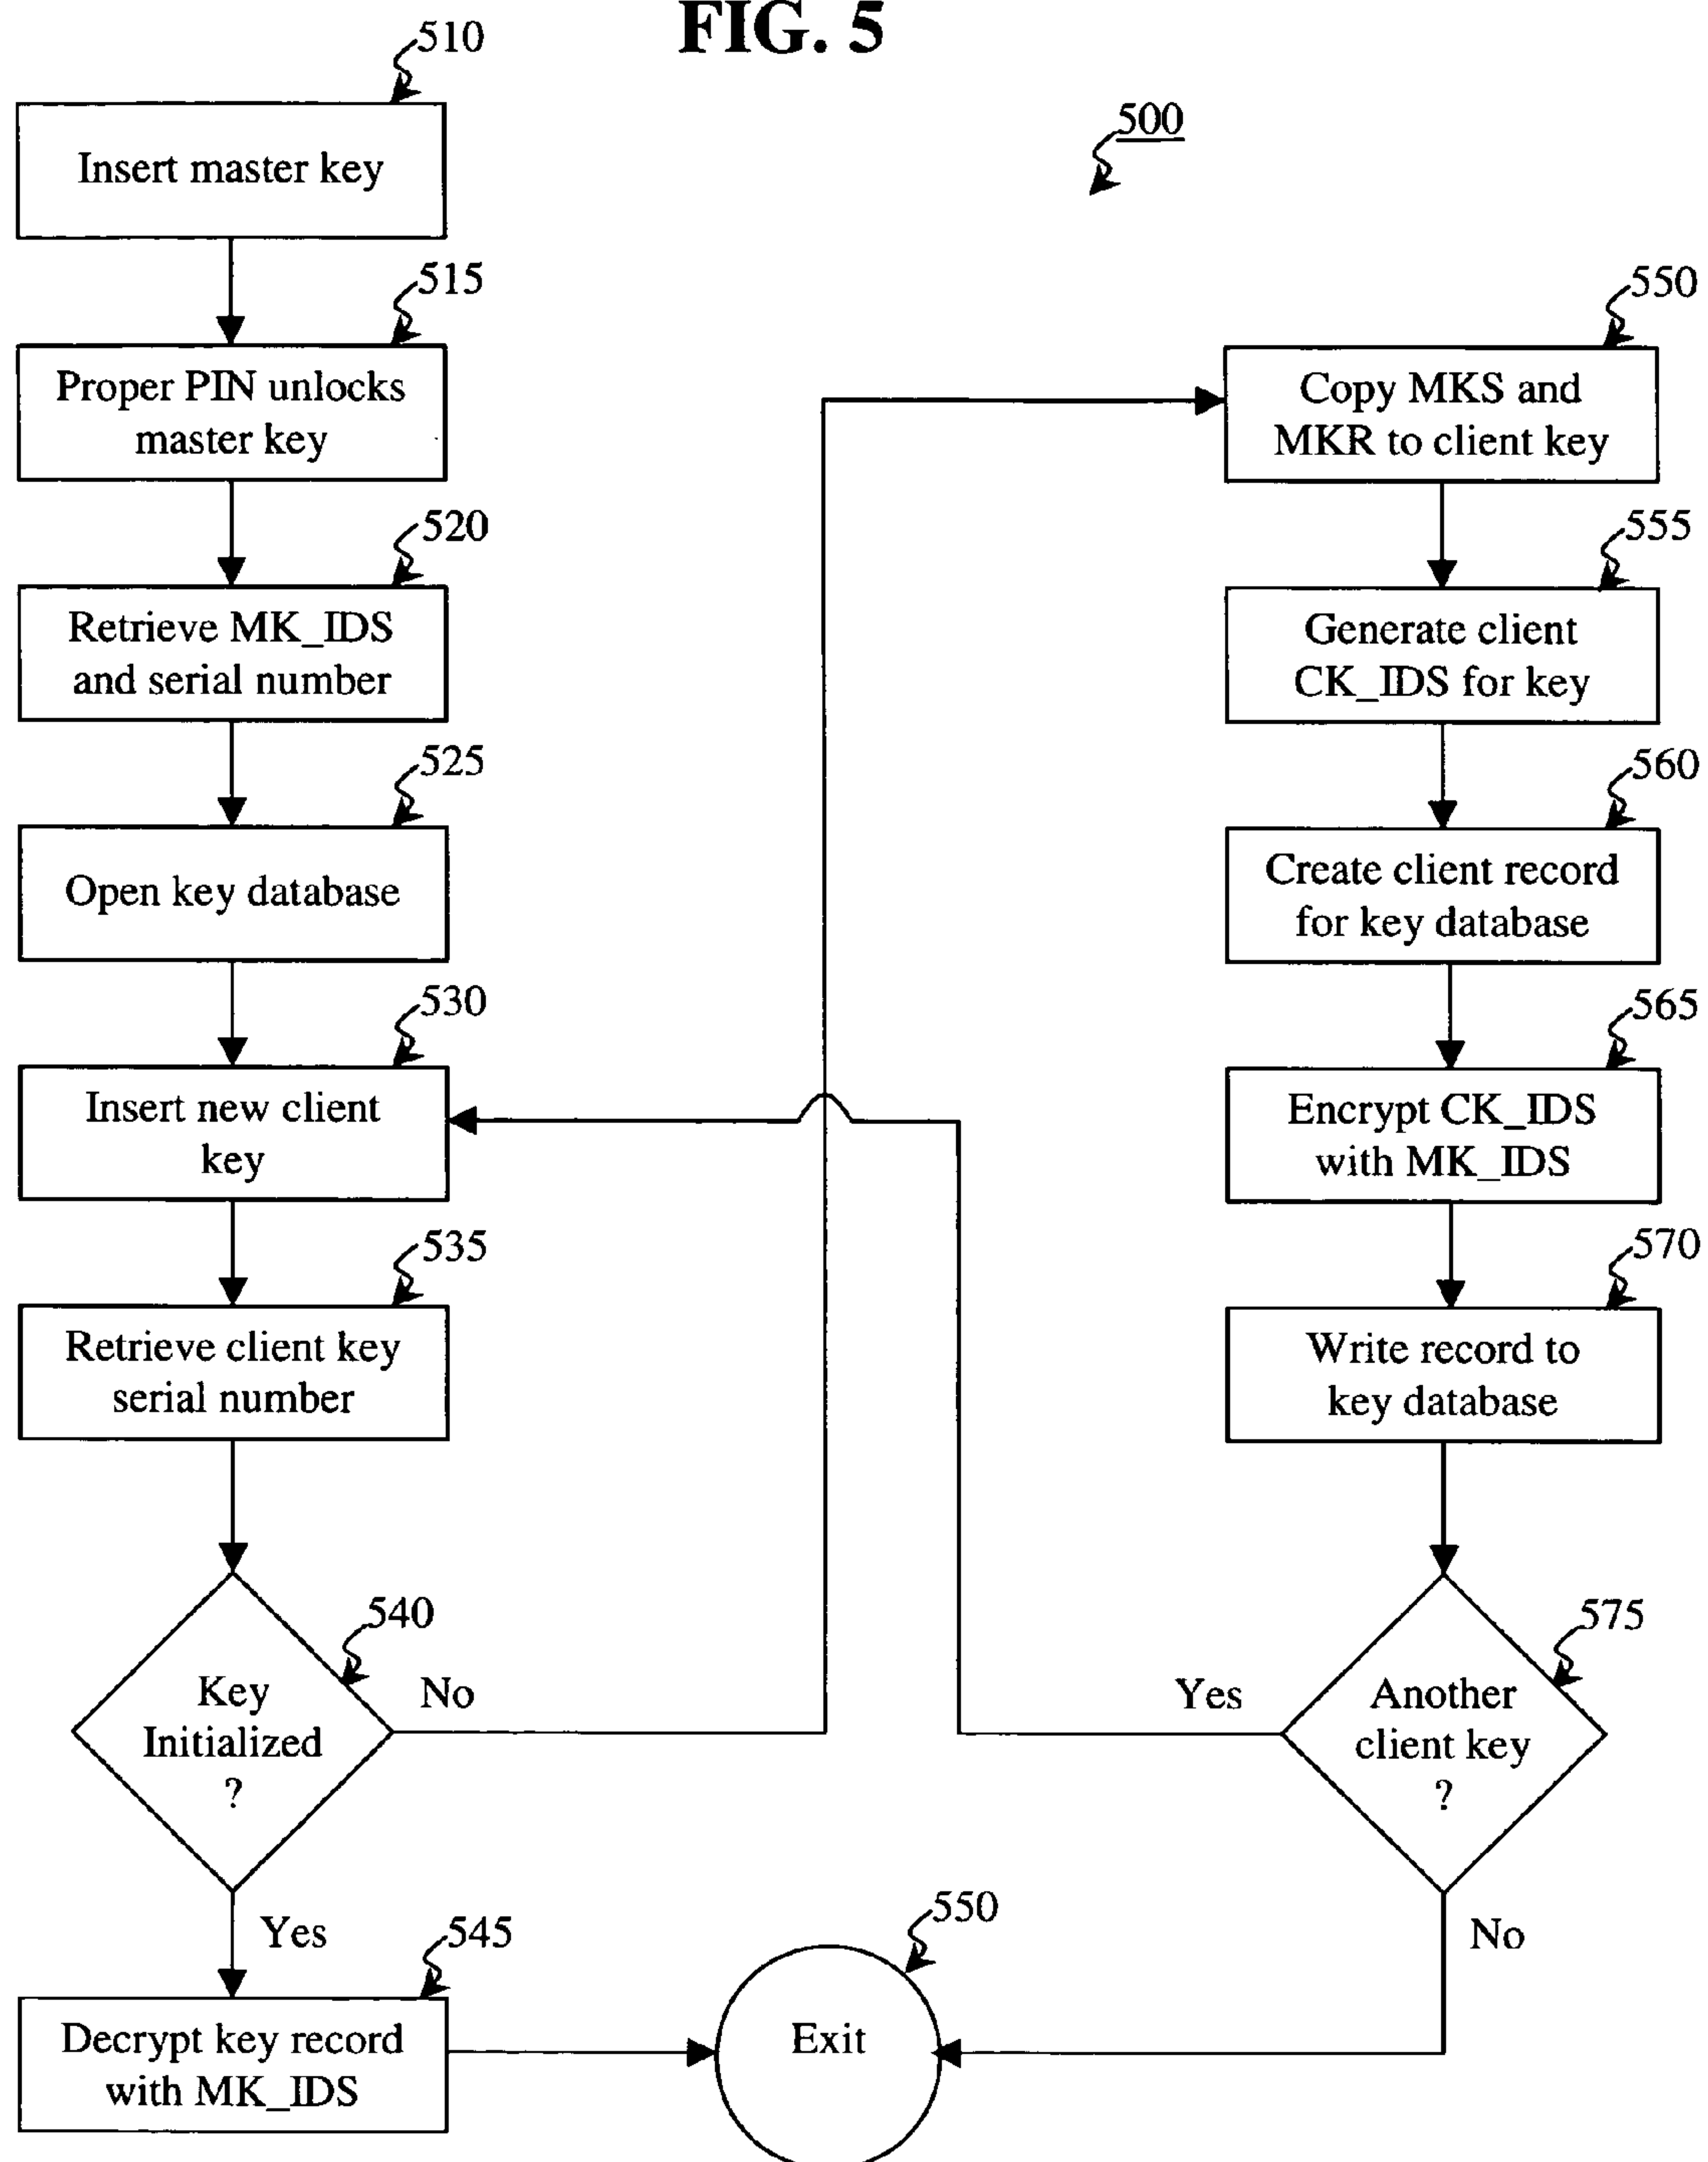 FIG. 5
500
510
Insert master key
515
Proper PIN unlocks
master key
520
Retrieve MK_IDS
and serial number
525
Open key database
530
Insert new client
key
535
Retrieve client key
serial number
540
Key
Initialized
?
No
Yes
545
Decrypt key record
with MK_IDS
550
Exit
550
Copy MKS and
MKR to client key
555
Generate client
CK_IDS for key
560
Create client record
for key database
565
Encrypt CK_IDS
with MK_IDS
570
Write record to
key database
575
Another
client key
?
Yes
No